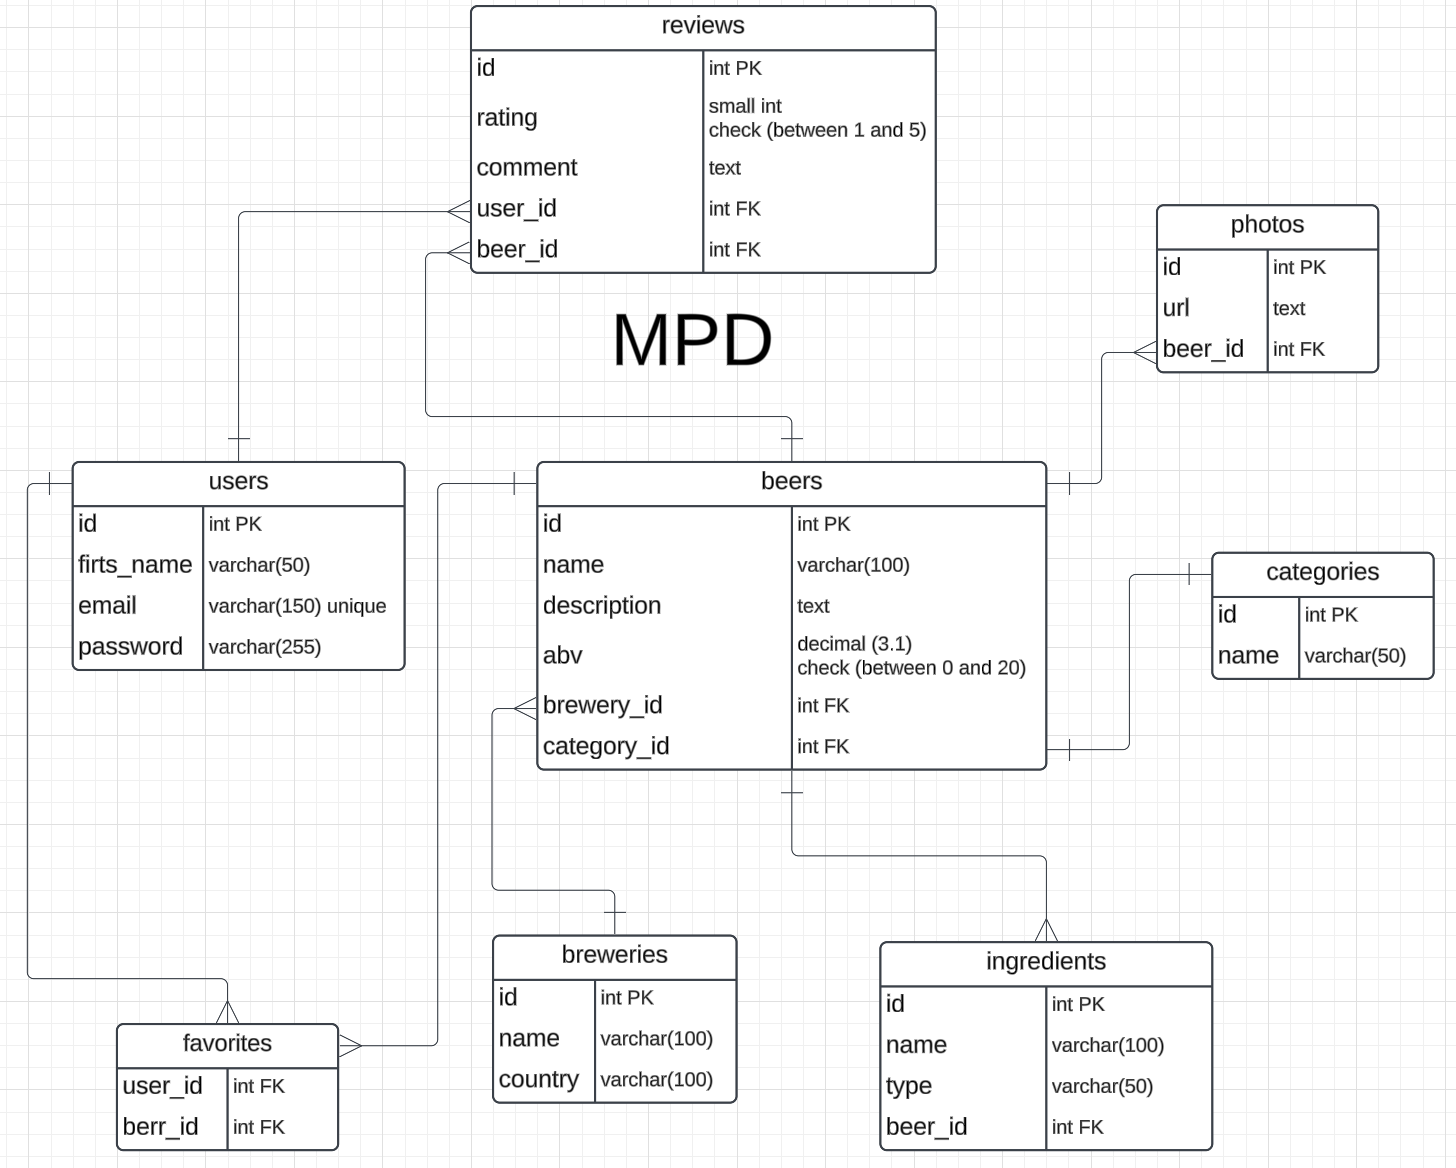 reviews
id int PK
rating small int
check (between 1 and 5)
comment text
user_id int FK
beer_id int FK
photos
id int PK
url text
beer_id int FK
MPD
users
id int PK
firts_name varchar(50)
email varchar(150) unique
password varchar(255)
beers
id int PK
name varchar(100)
description text
abv decimal (3.1)
check (between 0 and 20)
brewery_id int FK
category_id int FK
categories
id int PK
name varchar(50)
breweries
id int PK
name varchar(100)
country varchar(100)
ingredients
id int PK
name varchar(100)
type varchar(50)
beer_id int FK
favorites
user_id int FK
berr_id int FK